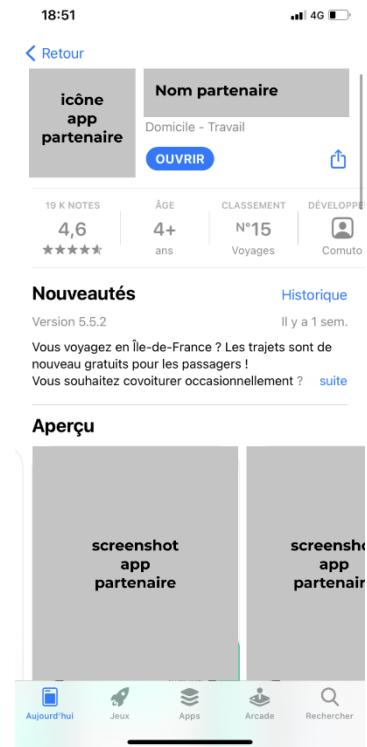 18:51
4G
Retour
icône
app
partenaire
Nom partenaire
Domicile - Travail
OUVRIR
19 K NOTES
ÂGE
CLASSEMENT
DÉVELOPPE
4,6
4+
N°15
ans
Voyages
Comuto
Nouveautés
Historique
Version 5.5.2
Il y a 1 sem.
Vous voyagez en Île-de-France ? Les trajets sont de
nouveau gratuits pour les passagers !
Vous souhaitez covoiturer occasionnellement ?
suite
Aperçu
screenshot
app
partenaire
screensho
app
partenair
Aujourd'hui
Jeux
Apps
Arcade
Rechercher